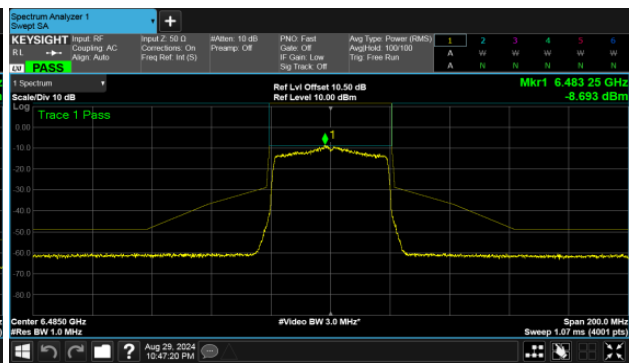 Spectrum Analyzer 1
Swept SA
KEYSIGHT
RL
PASS
Input: RF
Coupling: AC
Align: Auto
Input Z: 50 Ω
Corrections: On
Freq Ref: Int (S)
#Atten: 10 dB
Preamp: Off
PNO: Fast
Gate: Off
IF Gain: Low
Sig Track: Off
Avg Type: Power (RMS)
Avg|Hold: 100/100
Trig: Free Run
1 2 3 4 5 6
A W W W W W
A N N N N N
1 Spectrum
Scale/Div 10 dB
Ref Lvl Offset 10.50 dB
Ref Level 10.00 dBm
Mkr1 6.483 25 GHz
-8.693 dBm
Log
Trace 1 Pass
1
0.00
-10.0
-20.0
-30.0
-40.0
-50.0
-60.0
-70.0
-80.0
Center 6.4850 GHz
#Res BW 1.0 MHz
#Video BW 3.0 MHz*
Span 200.0 MHz
Sweep 1.07 ms (4001 pts)
Aug 29, 2024
10:47:20 PM